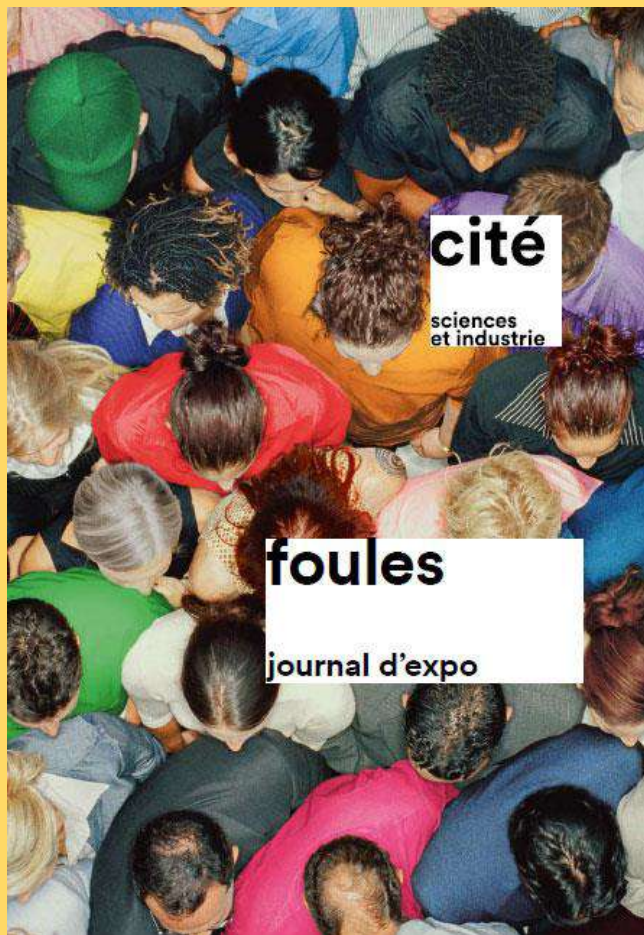 cité
sciences
et industrie
foules
journal d'expo